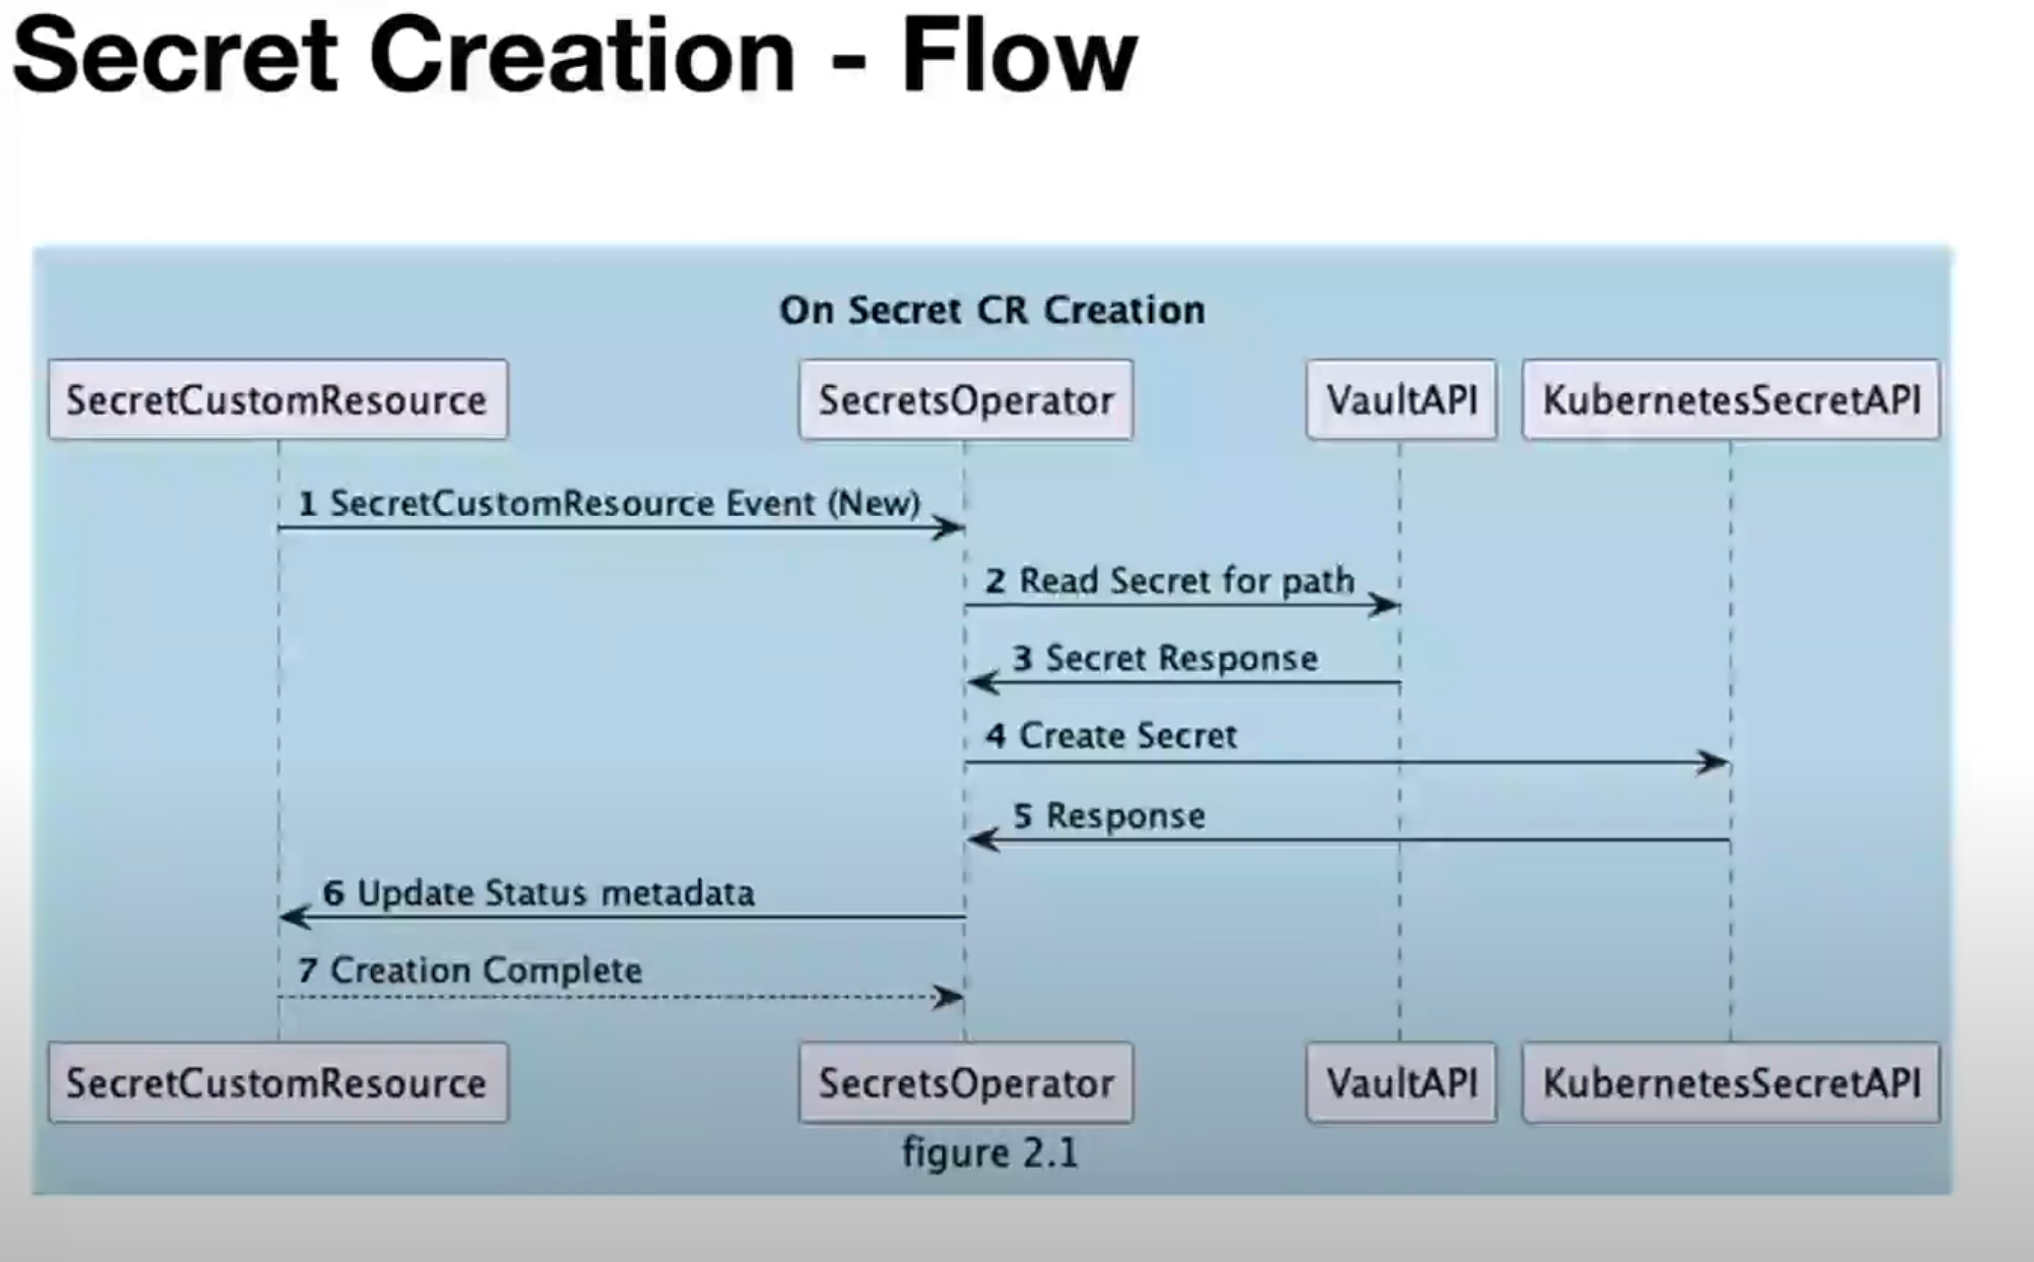 Secret Creation - Flow
On Secret CR Creation
SecretCustomResource
SecretsOperator
VaultAPI
KubernetesSecretAPI
1 SecretCustomResource Event (New)
2 Read Secret for path
3 Secret Response
4 Create Secret
5 Response
6 Update Status metadata
7 Creation Complete
SecretCustomResource
SecretsOperator
VaultAPI
KubernetesSecretAPI
figure 2.1